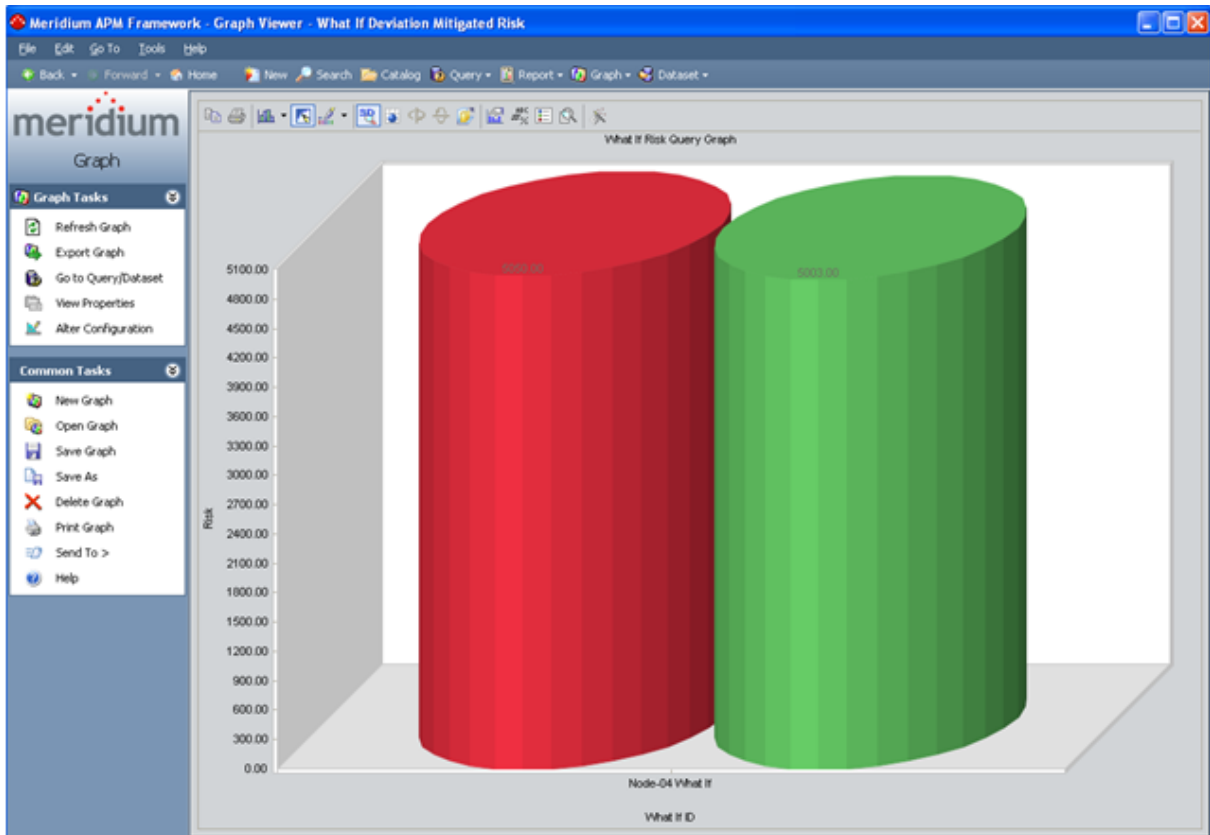 Meridium APM Framework - Graph Viewer - What If Deviation Mitigated Risk
File Edit Go To Tools Help
Back Forward Home New Search Catalog Query Report Graph Dataset
meridium
Graph
Graph Tasks
Refresh Graph
Export Graph
Go to Query/Dataset
View Properties
Alter Configuration
Common Tasks
New Graph
Open Graph
Save Graph
Save As
Delete Graph
Print Graph
Send To >
Help
3D
What If Risk Query Graph
5050.00
5003.00
5100.00
4800.00
4500.00
4200.00
3900.00
3600.00
3300.00
3000.00
2700.00
2400.00
2100.00
1800.00
1500.00
1200.00
900.00
600.00
300.00
0.00
Risk
Node-04 What If
What If ID